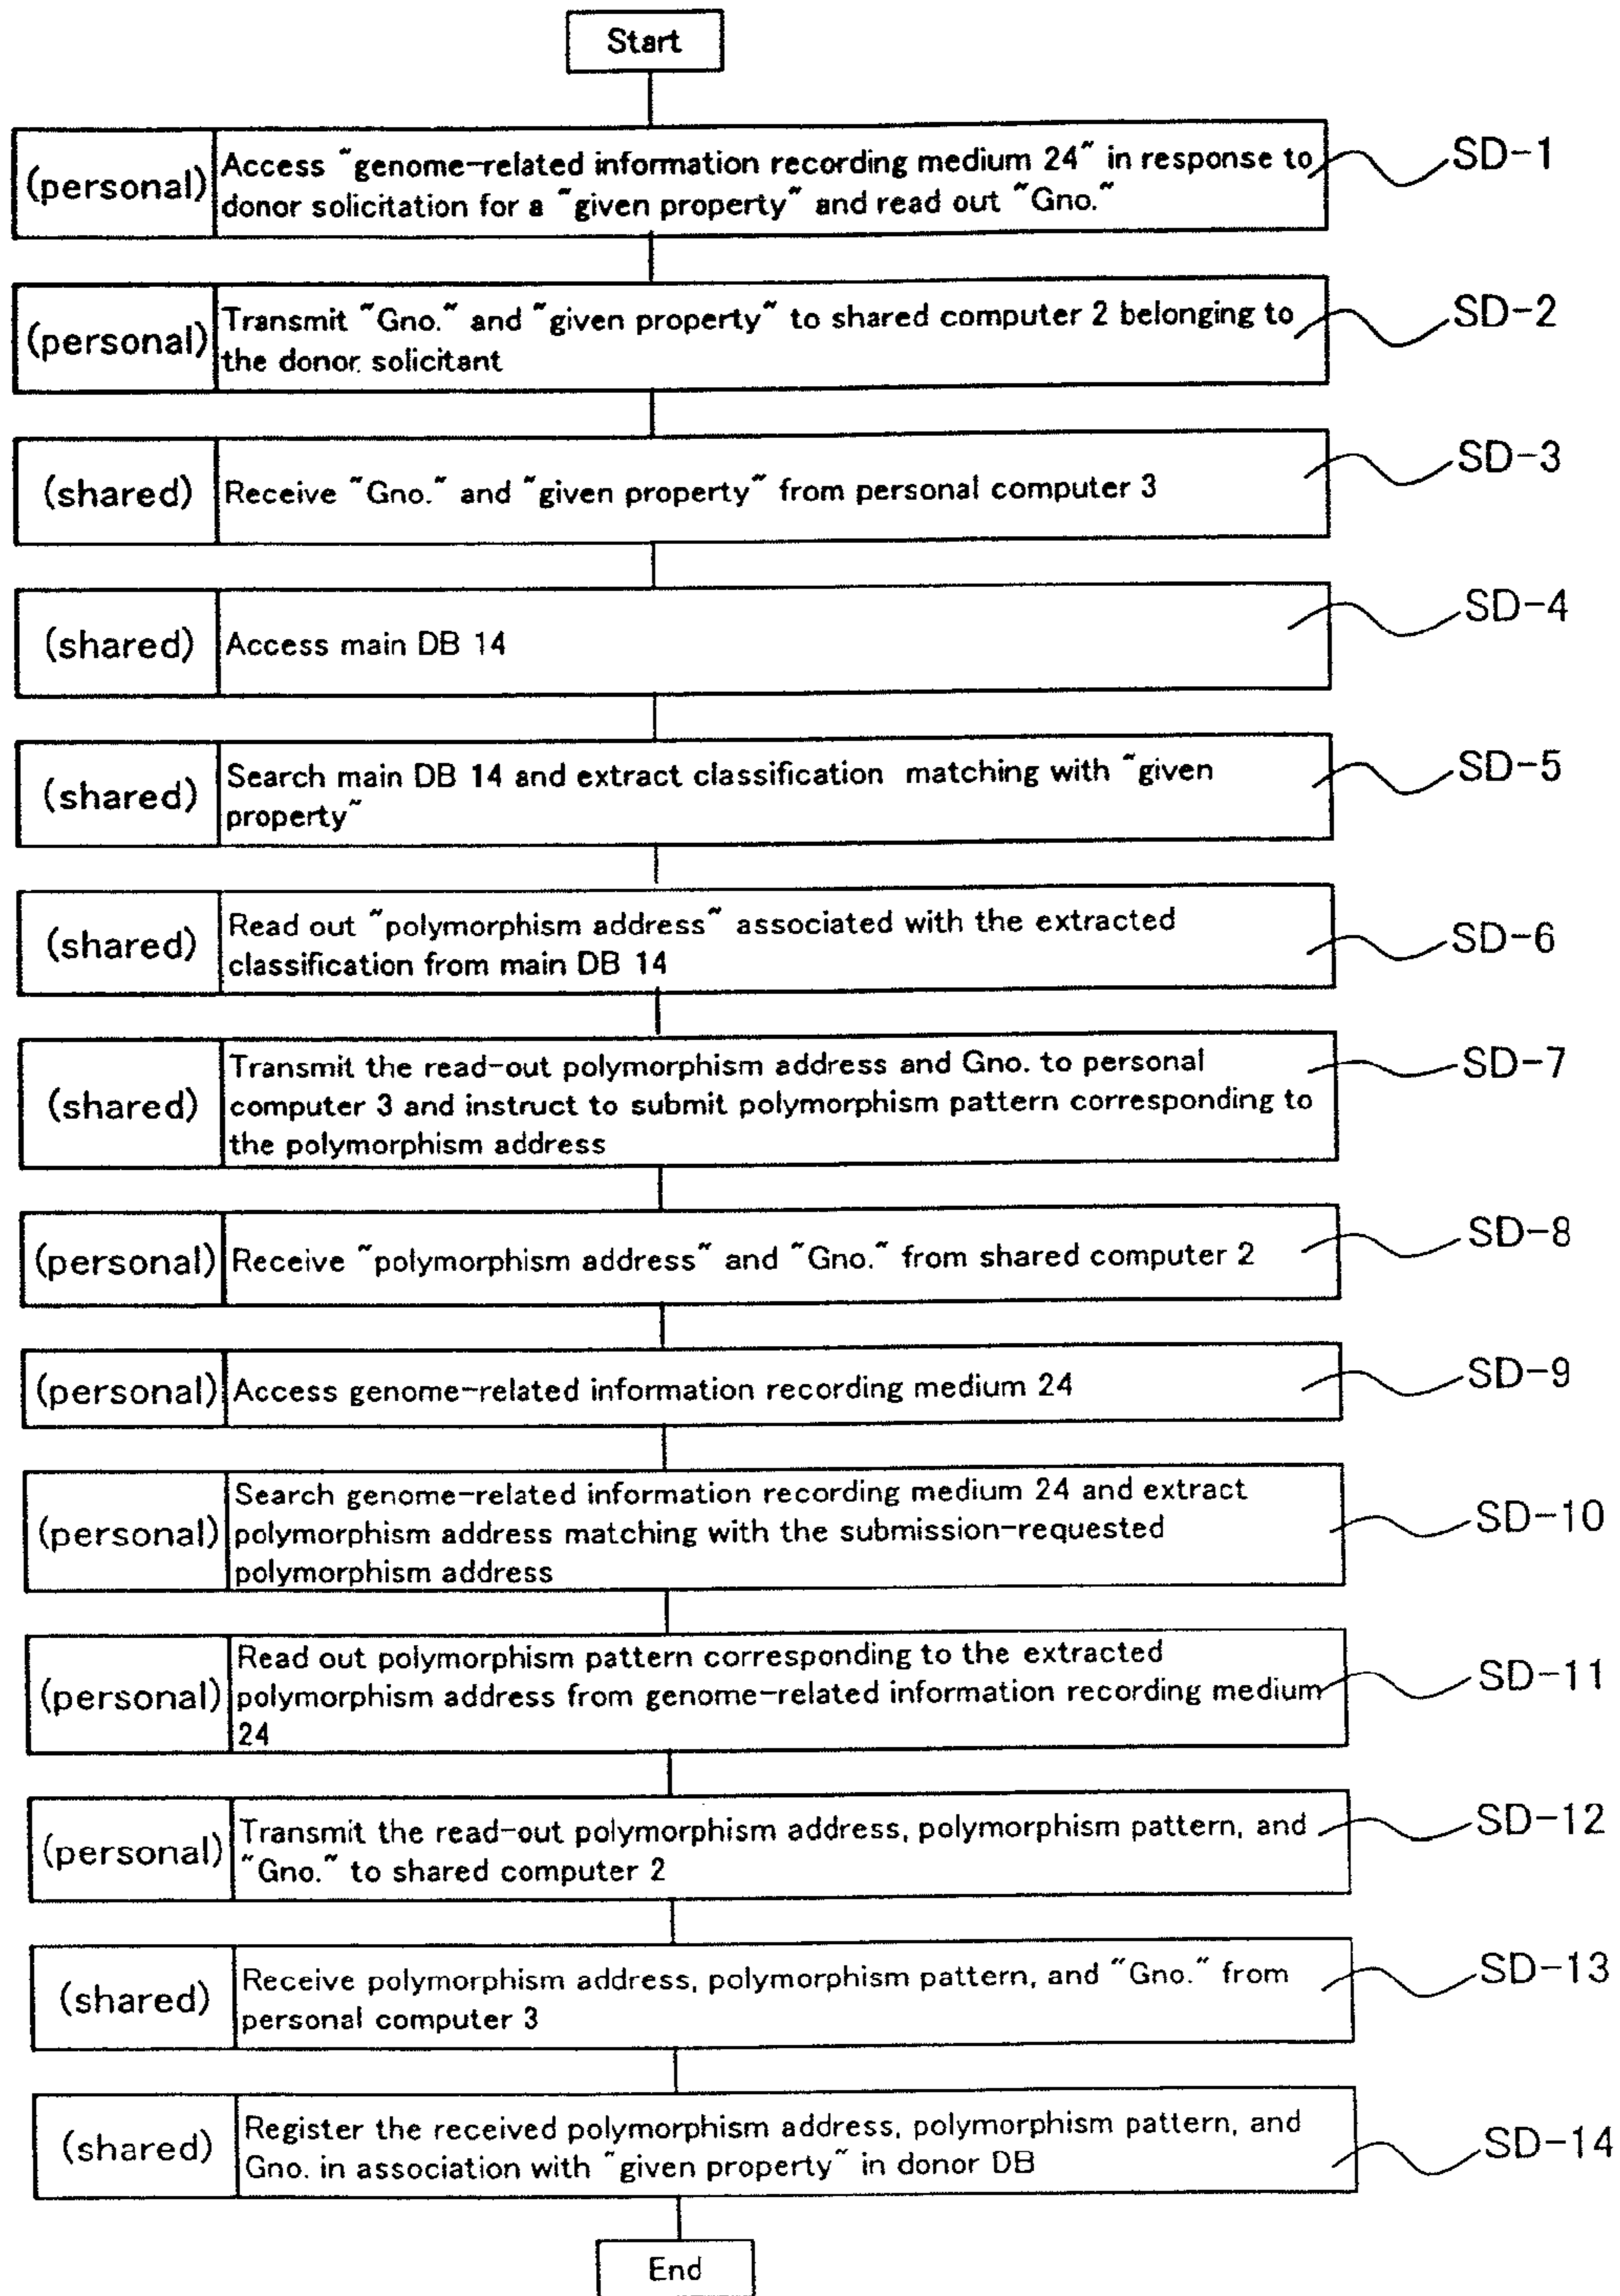 Start
(personal)
Access "genome-related information recording medium 24" in response to
donor solicitation for a "given property" and read out "Gno."
SD-1
(personal)
Transmit "Gno." and "given property" to shared computer 2 belonging to
the donor solicitant
SD-2
(shared)
Receive "Gno." and "given property" from personal computer 3
SD-3
(shared)
Access main DB 14
SD-4
(shared)
Search main DB 14 and extract classification matching with "given
property"
SD-5
(shared)
Read out "polymorphism address" associated with the extracted
classification from main DB 14
SD-6
(shared)
Transmit the read-out polymorphism address and Gno. to personal
computer 3 and instruct to submit polymorphism pattern corresponding to
the polymorphism address
SD-7
(personal)
Receive "polymorphism address" and "Gno." from shared computer 2
SD-8
(personal)
Access genome-related information recording medium 24
SD-9
(personal)
Search genome-related information recording medium 24 and extract
polymorphism address matching with the submission-requested
polymorphism address
SD-10
(personal)
Read out polymorphism pattern corresponding to the extracted
polymorphism address from genome-related information recording medium
24
SD-11
(personal)
Transmit the read-out polymorphism address, polymorphism pattern, and
"Gno." to shared computer 2
SD-12
(shared)
Receive polymorphism address, polymorphism pattern, and "Gno." from
personal computer 3
SD-13
(shared)
Register the received polymorphism address, polymorphism pattern, and
Gno. in association with "given property" in donor DB
SD-14
End